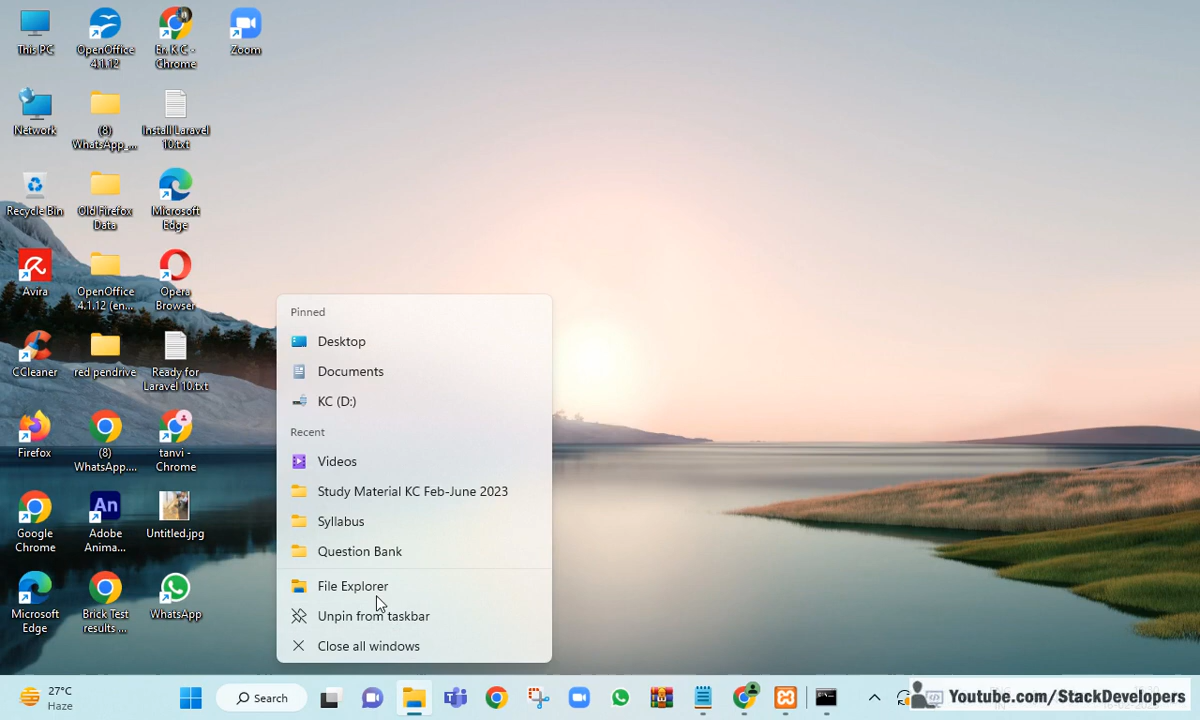 This PC
OpenOffice
4.1.12
En. K C -
Chrome
Zoom
Network
(8)
WhatsApp_...
Install Laravel
10.txt
Recycle Bin
Old Firefox
Data
Microsoft
Edge
Avira
OpenOffice
4.1.12 (en...
Opera
Browser
CCleaner
red pendrive
Ready for
Laravel 10.txt
Firefox
(8)
WhatsApp....
tanvi -
Chrome
Google
Chrome
An
Adobe
Anima...
Untitled.jpg
Microsoft
Edge
Brick Test
results ...
WhatsApp
Pinned
Desktop
Documents
KC (D:)
Recent
Videos
Study Material KC Feb-June 2023
Syllabus
Question Bank
File Explorer
Unpin from taskbar
Close all windows
27°C
Haze
Search
Youtube.com/StackDevelopers